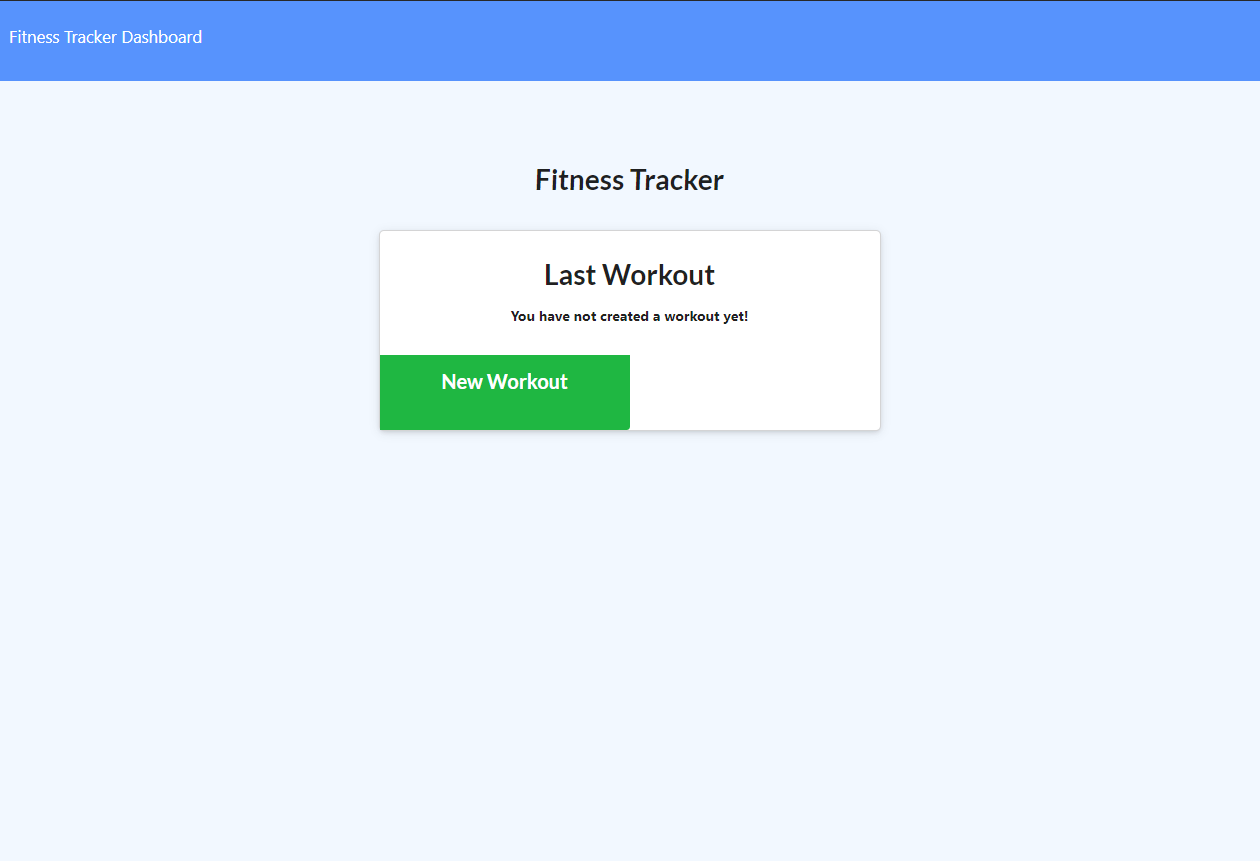 Fitness Tracker Dashboard
Fitness Tracker
Last Workout
You have not created a workout yet!
New Workout